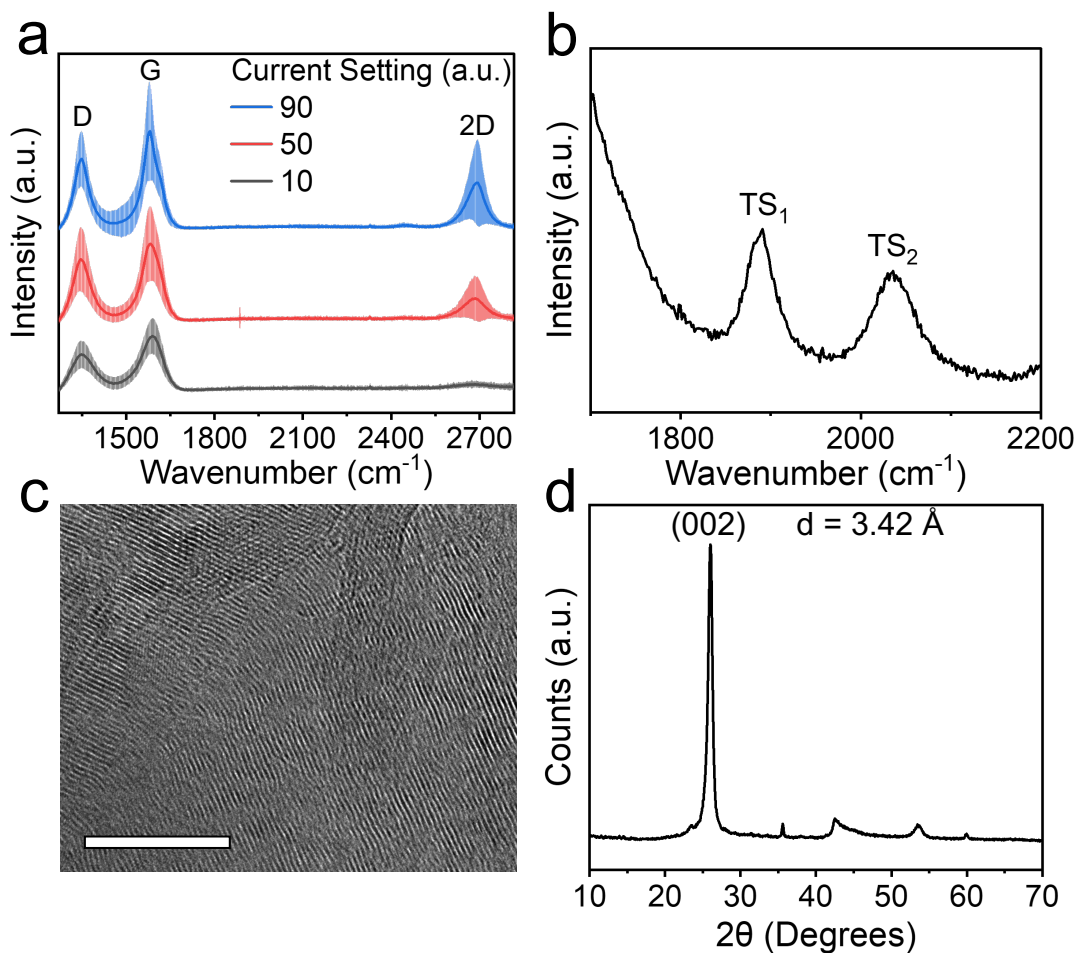 a
D
G
2D
Current Setting (a.u.)
90
50
10
Intensity (a.u.)
1500 1800 2100 2400 2700
Wavenumber (cm⁻¹)
b
TS₁
TS₂
Intensity (a.u.)
1800 2000 2200
Wavenumber (cm⁻¹)
c
d
(002) d = 3.42 Å
Counts (a.u.)
10 20 30 40 50 60 70
2θ (Degrees)